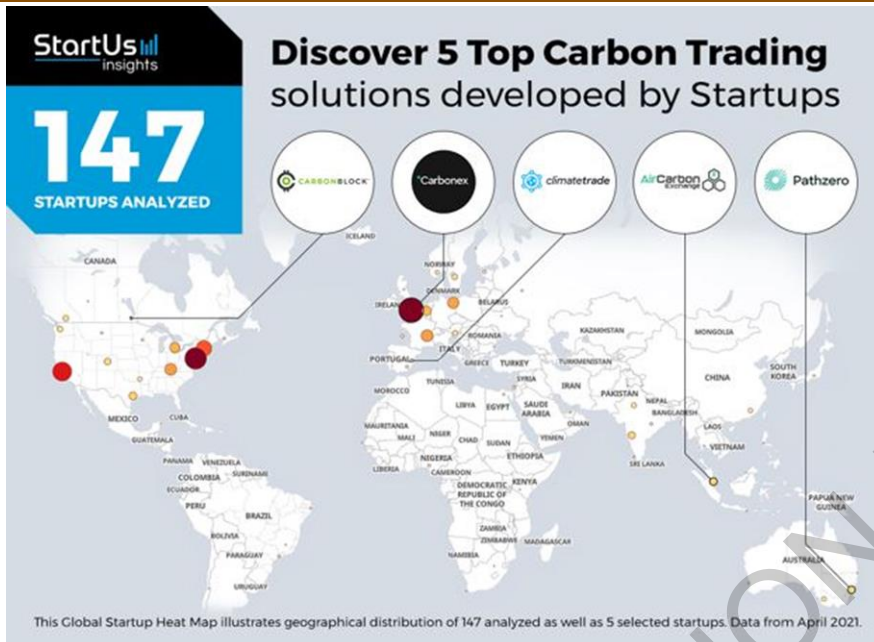 StartUs
insights
147
STARTUPS ANALYZED
Discover 5 Top Carbon Trading
solutions developed by Startups
CARBONBLOCK
Carbonex
climatetrade
AirCarbon
Exchange
Pathzero
ICELAND
CANADA
NORWAY
DENMARK
IRELAND
BELARUS
KAZAKHSTAN
MONGOLIA
ROMANIA
ITALY
PORTUGAL
GREECE
TURKEY
TURKMENISTAN
SOUTH
KOREA
CHINA
SYRIA
TUNISIA
IRAN
MOROCCO
PAKISTAN
NEPAL
LIBYA
EGYPT
SAUDI
ARABIA
BANGLADESH
MEXICO
CUBA
OMAN
MAURITANIA
LAOS
GUATEMALA
MALI
NIGER
CHAD
SUDAN
YEMEN
VIETNAM
PANAMA
VENEZUELA
NIGERIA
ETHIOPIA
SRI LANKA
COLOMBIA
SURINAME
LIBERIA
CAMEROON
ECUADOR
DEMOCRATIC
REPUBLIC OF
THE CONGO
KENYA
PERU
BRAZIL
PAPUA NEW
GUINEA
ZAMBIA
BOLIVIA
ZIMBABWE
MADAGASCAR
PARAGUAY
NAMIBIA
AUSTRALIA
URUGUAY
This Global Startup Heat Map illustrates geographical distribution of 147 analyzed as well as 5 selected startups. Data from April 2021.